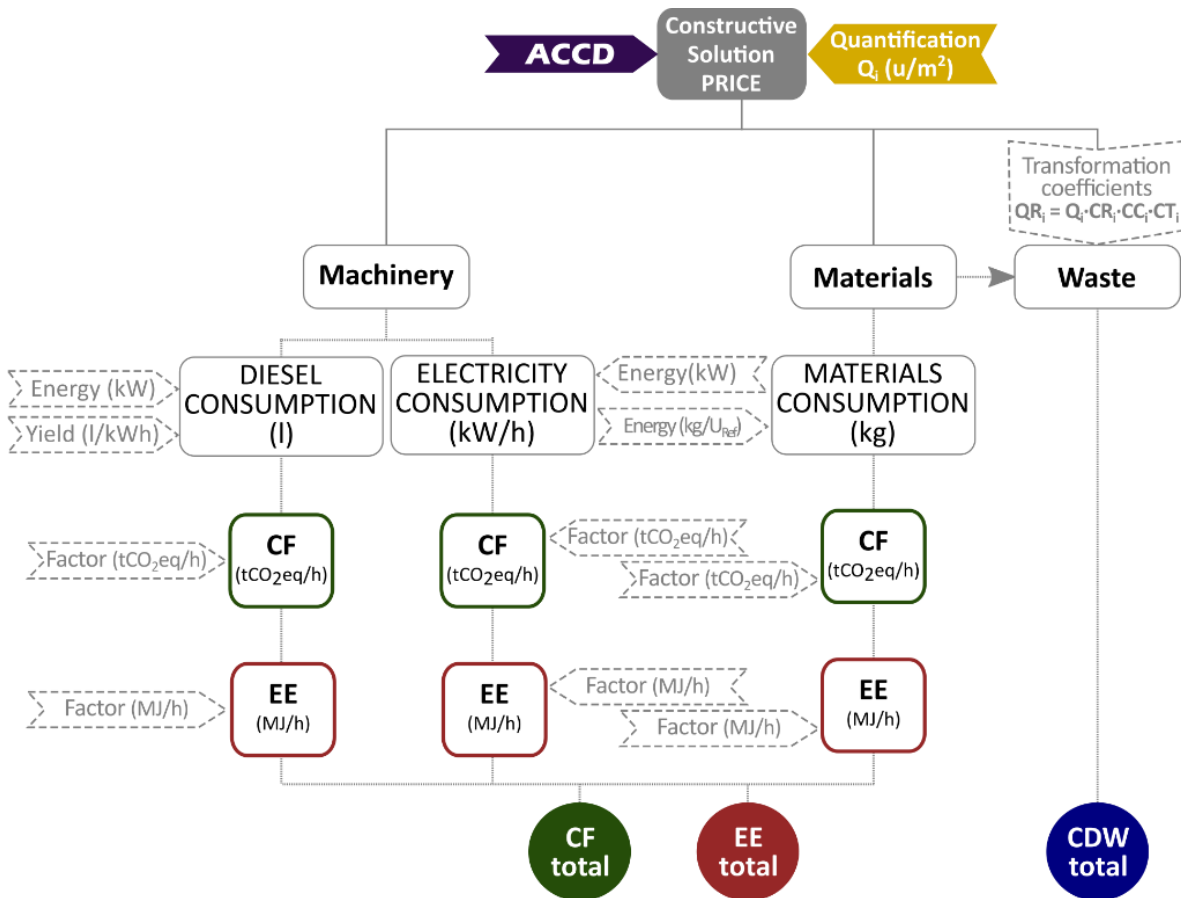 ACCD
Constructive
Solution
PRICE
Quantification
Qᵢ (u/m²)
Transformation
coefficients
QRᵢ = Qᵢ·CRᵢ·CCᵢ·CTᵢ
Machinery
Materials
Waste
Energy (kW)
Yield (l/kWh)
DIESEL
CONSUMPTION
(l)
ELECTRICITY
CONSUMPTION
(kW/h)
Energy(kW)
Energy (kg/U_Ref)
MATERIALS
CONSUMPTION
(kg)
Factor (tCO₂eq/h)
CF
(tCO₂eq/h)
CF
(tCO₂eq/h)
Factor (tCO₂eq/h)
Factor (tCO₂eq/h)
CF
(tCO₂eq/h)
Factor (MJ/h)
EE
(MJ/h)
EE
(MJ/h)
Factor (MJ/h)
Factor (MJ/h)
EE
(MJ/h)
CF
total
EE
total
CDW
total